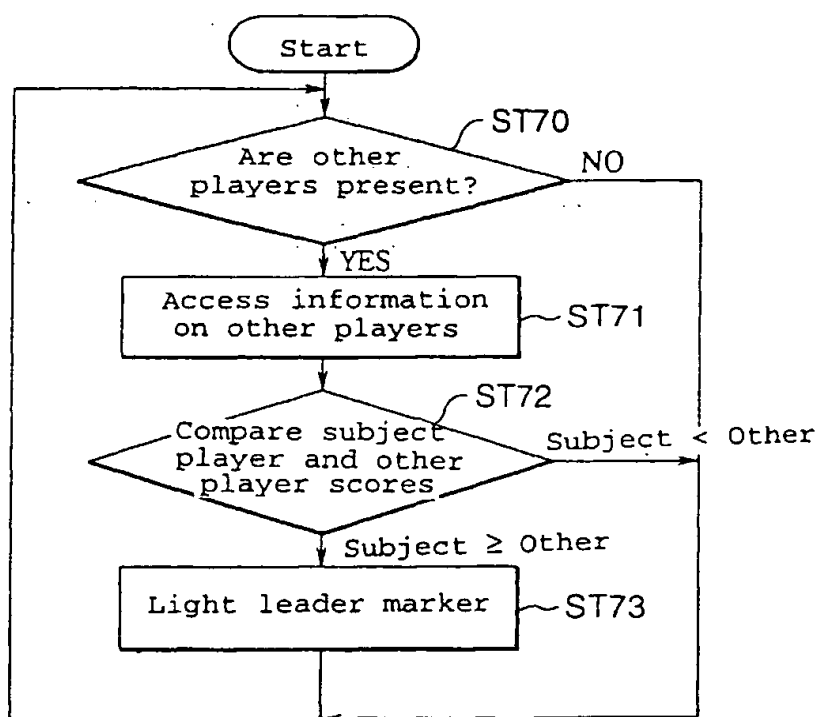 Start
ST70
Are other
players present?
NO
YES
Access information
on other players
ST71
ST72
Compare subject
player and other
player scores
Subject < Other
Subject ≥ Other
Light leader marker
ST73